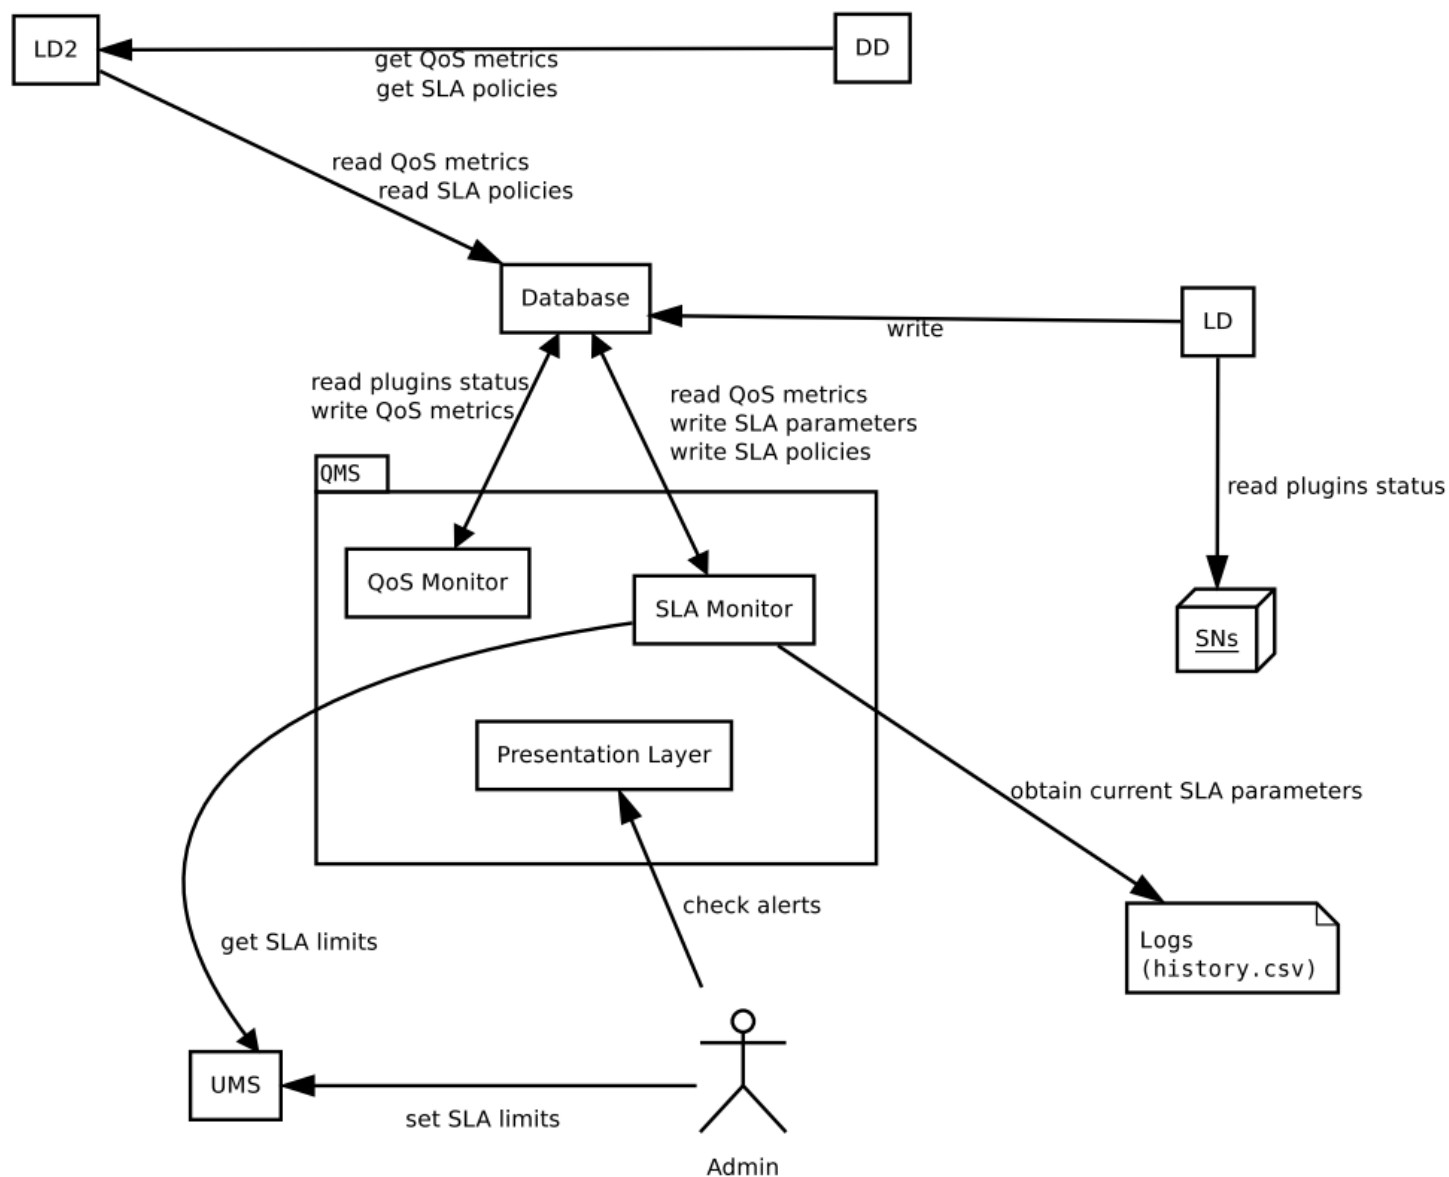 LD2
DD
get QoS metrics
get SLA policies
read QoS metrics
read SLA policies
Database
LD
write
read plugins status
write QoS metrics
read QoS metrics
write SLA parameters
write SLA policies
QMS
read plugins status
QoS Monitor
SLA Monitor
SNs
Presentation Layer
obtain current SLA parameters
check alerts
Logs
(history.csv)
get SLA limits
UMS
set SLA limits
Admin